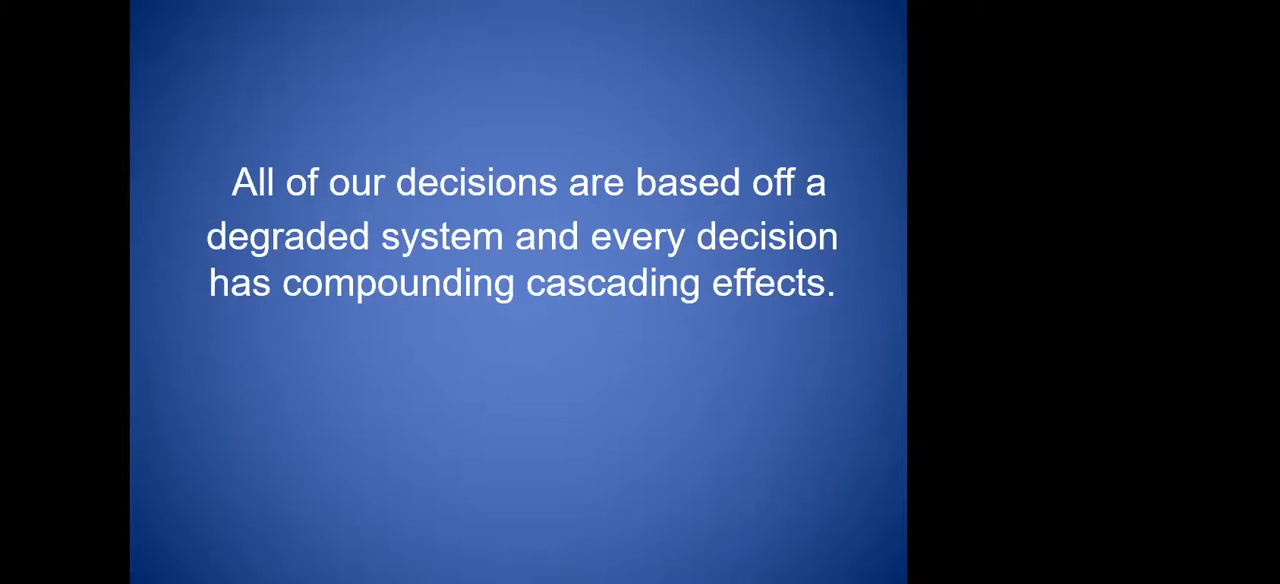 All of our decisions are based off a
degraded system and every decision
has compounding cascading effects.